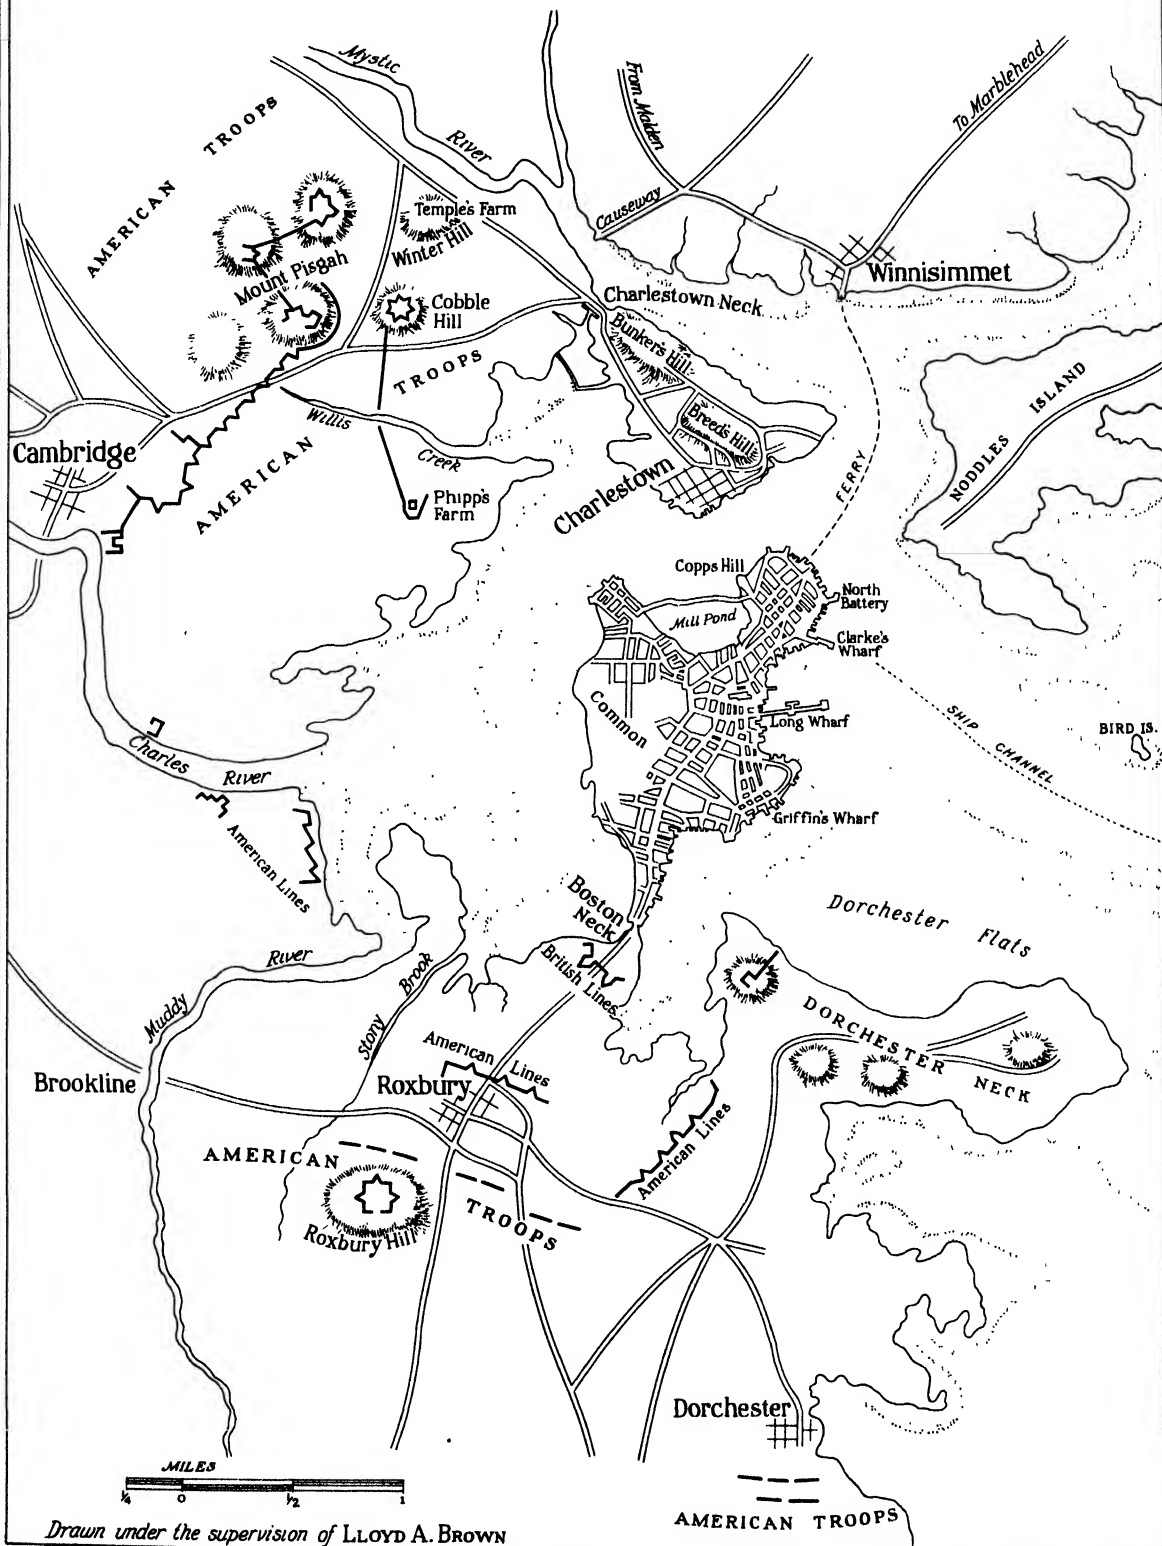 Mystic
River
From Malden
To Marblehead
AMERICAN TROOPS
Causeway
Temple's Farm
Winter Hill
Winnisimmet
Mount Pisgah
Cobble
Hill
Charlestown Neck
Bunker's Hill
TROOPS
AMERICAN
Willis
Creek
Breed's Hill
NODDLES ISLAND
Cambridge
FERRY
Charlestown
Phipp's
Farm
Copps Hill
North
Battery
Mill Pond
Clarke's
Wharf
Common
Long Wharf
SHIP CHANNEL
BIRD IS.
Charles River
American Lines
Griffin's Wharf
Boston
Neck
Dorchester Flats
British Lines
River
Muddy
Stony Brook
DORCHESTER NECK
American Lines
Roxbury
Brookline
American Lines
AMERICAN
TROOPS
Roxbury Hill
Dorchester
AMERICAN TROOPS
MILES
1/4 0 1/2 1
Drawn under the supervision of LLOYD A. BROWN